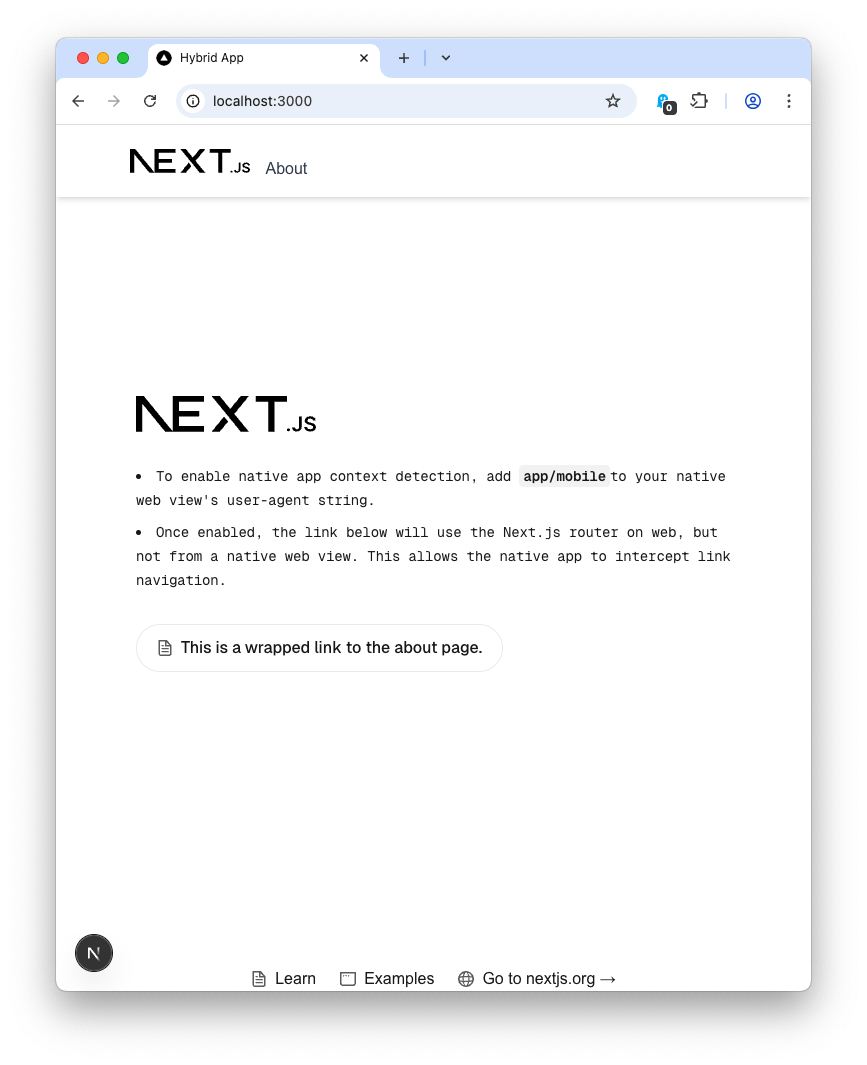 Hybrid App
localhost:3000
0
NEXT.JS About
NEXT.JS
• To enable native app context detection, add app/mobile to your native
web view's user-agent string.
• Once enabled, the link below will use the Next.js router on web, but
not from a native web view. This allows the native app to intercept link
navigation.
This is a wrapped link to the about page.
N
Learn Examples Go to nextjs.org →